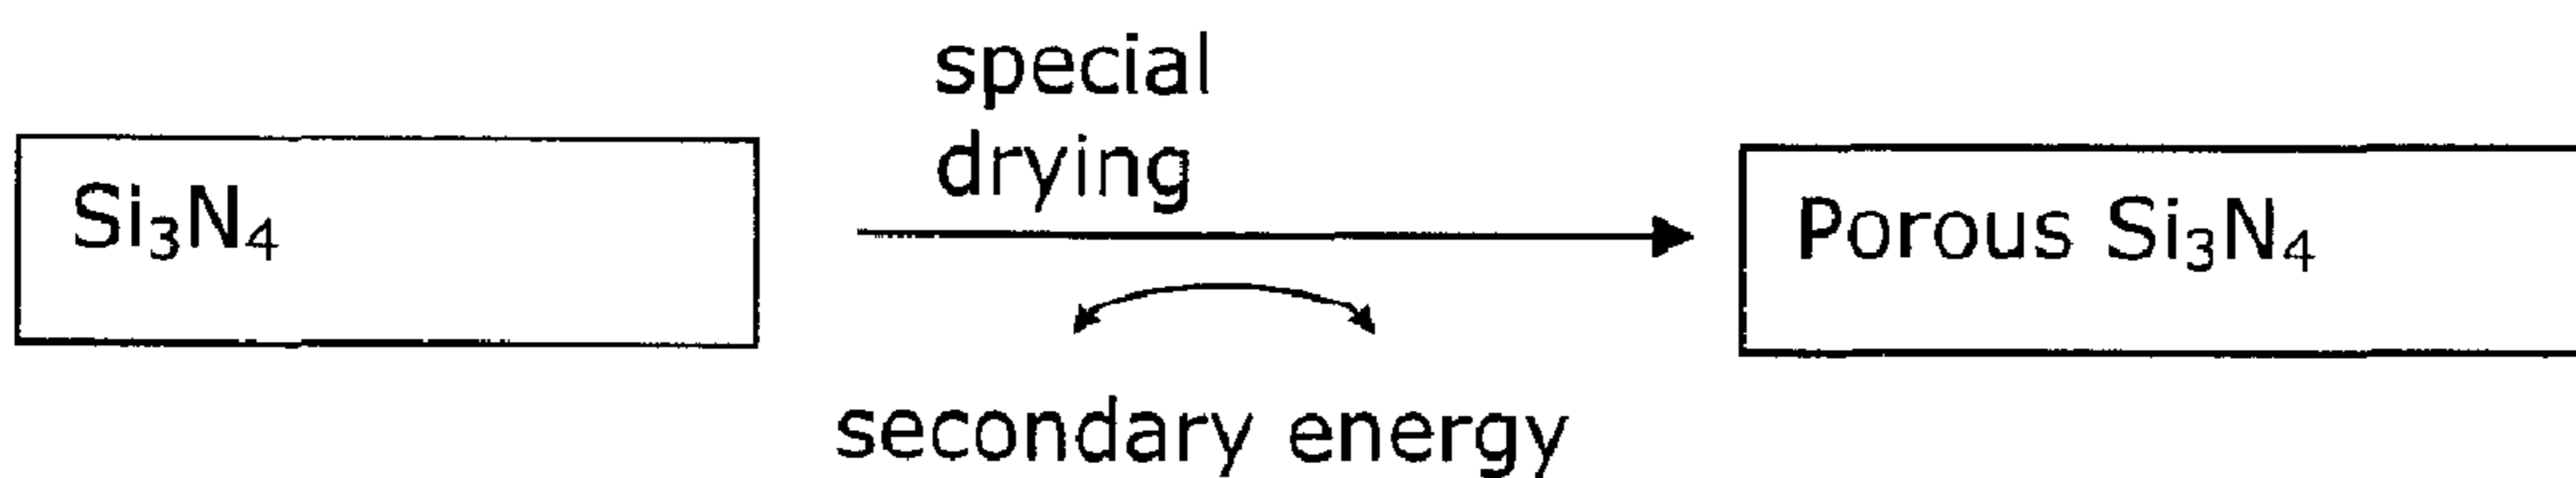 special
drying
Si₃N₄
Porous Si₃N₄
secondary energy